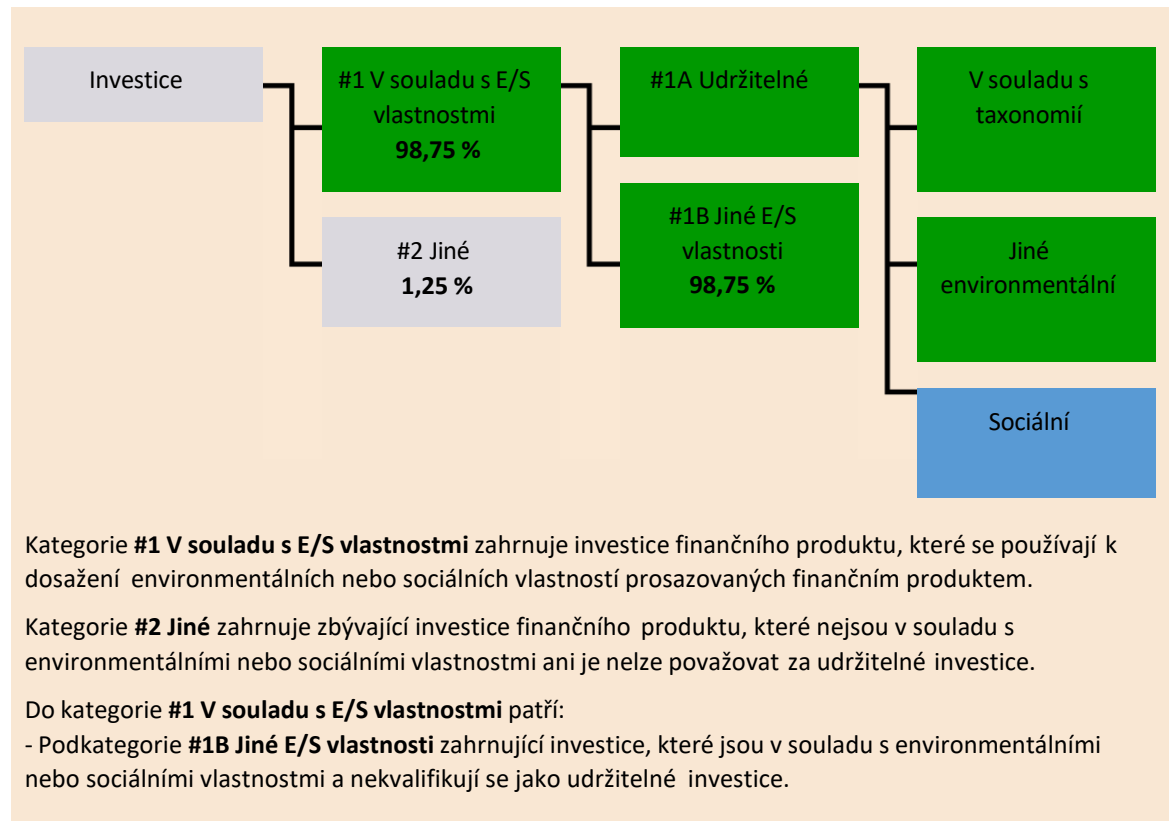 Investice
#1 V souladu s E/S
vlastnostmi
98,75 %
#2 Jiné
1,25 %
#1A Udržitelné
#1B Jiné E/S
vlastnosti
98,75 %
V souladu s
taxonomií
Jiné
environmentální
Sociální
Kategorie #1 V souladu s E/S vlastnostmi zahrnuje investice finančního produktu, které se používají k
dosažení environmentálních nebo sociálních vlastností prosazovaných finančním produktem.
Kategorie #2 Jiné zahrnuje zbývající investice finančního produktu, které nejsou v souladu s
environmentálními nebo sociálními vlastnostmi ani je nelze považovat za udržitelné investice.
Do kategorie #1 V souladu s E/S vlastnostmi patří:
- Podkategorie #1B Jiné E/S vlastnosti zahrnující investice, které jsou v souladu s environmentálními
nebo sociálními vlastnostmi a nekvalifikují se jako udržitelné investice.